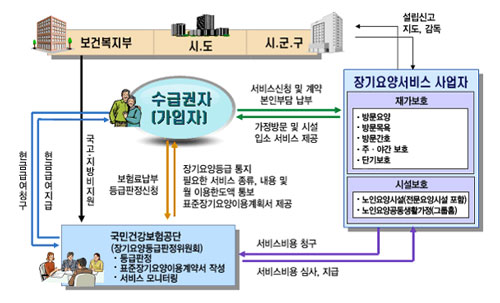 보건복지부
시.도
시.군.구
설립신고
지도, 감독
수급권자
(가입자)
서비스신청 및 계약
본인부담 납부
가정방문 및 시설
입소 서비스 제공
장기요양서비스 사업자
재가보호
• 방문요양
• 방문목욕
• 방문간호
• 주·야간 보호
• 단기보호
시설보호
• 노인요양시설(전문요양시설 포함)
• 노인요양공동생활가정(그룹홈)
현금급여청구
현금급여지급
국고·지방비지원
보험료납부
등급판정신청
장기요양등급 통지
필요한 서비스 종류, 내용 및
월 이용한도액 통보
표준장기요양이용계획서 제공
국민건강보험공단
(장기요양등급판정위원회)
• 등급판정
• 표준장기요양이용계약서 작성
• 서비스 모니터링
서비스비용 청구
서비스비용 심사, 지급